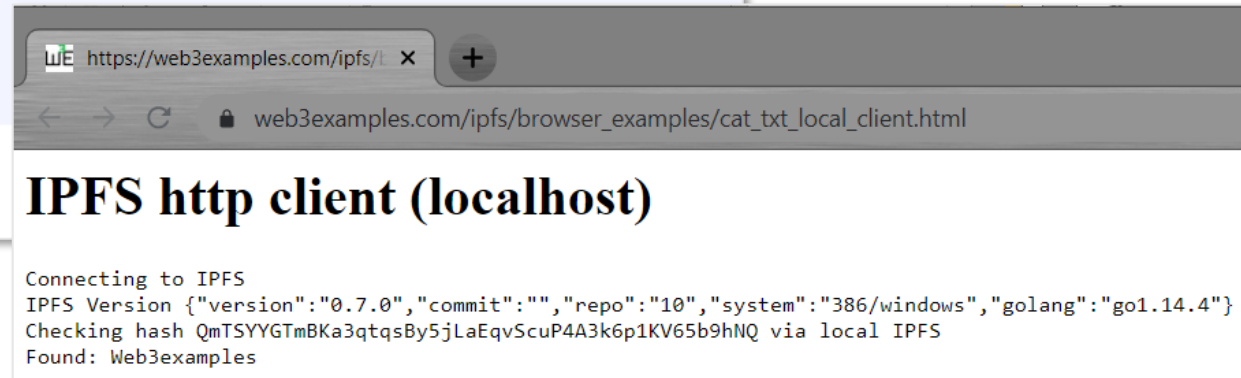 WE https://web3examples.com/ipfs/b
web3examples.com/ipfs/browser_examples/cat_txt_local_client.html
IPFS http client (localhost)
Connecting to IPFS
IPFS Version {"version":"0.7.0","commit":"","repo":"10","system":"386/windows","golang":"go1.14.4"}
Checking hash QmTSYYGTmBKa3qtqsBy5jLaEqvScuP4A3k6p1KV65b9hNQ via local IPFS
Found: Web3examples